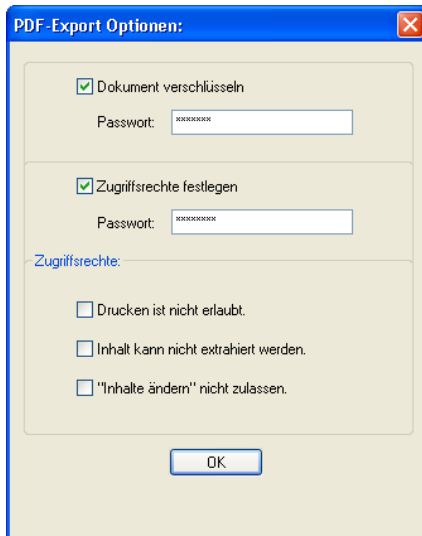 PDF-Export Optionen:
Dokument verschlüsseln
Passwort: *******
Zugriffsrechte festlegen
Passwort: ********
Zugriffsrechte:
Drucken ist nicht erlaubt.
Inhalt kann nicht extrahiert werden.
"Inhalte ändern" nicht zulassen.
OK